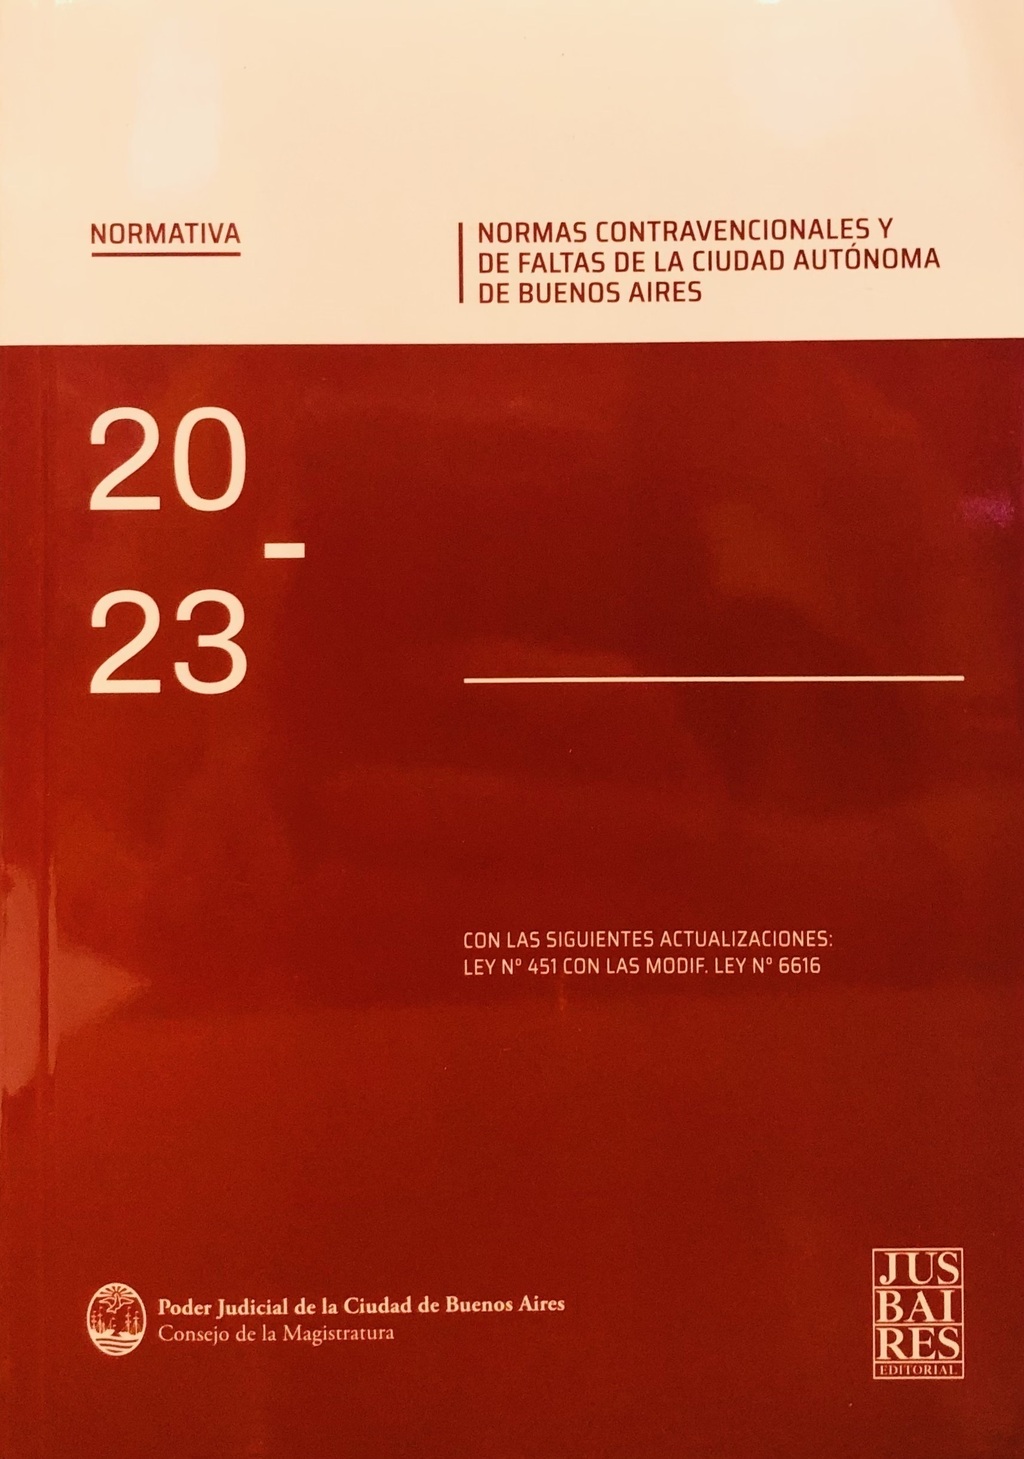 NORMATIVA
NORMAS CONTRAVENCIONALES Y
DE FALTAS DE LA CIUDAD AUTÓNOMA
DE BUENOS AIRES
20
-
23
CON LAS SIGUIENTES ACTUALIZACIONES:
LEY Nº 451 CON LAS MODIF. LEY Nº 6616
Poder Judicial de la Ciudad de Buenos Aires
Consejo de la Magistratura
JUS
BAI
RES
EDITORIAL